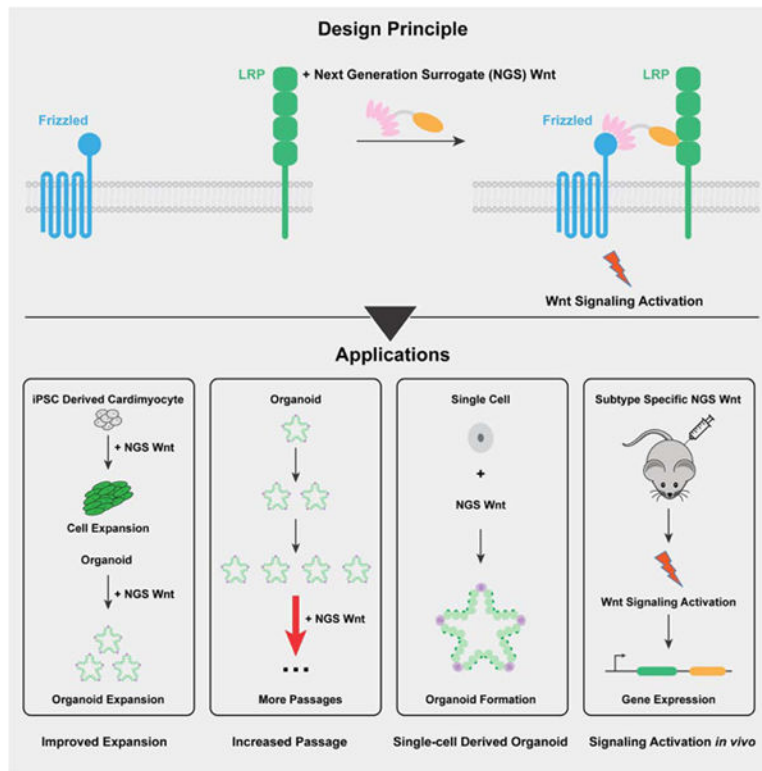 Design Principle
LRP
+ Next Generation Surrogate (NGS) Wnt
LRP
Frizzled
Frizzled
Wnt Signaling Activation
Applications
iPSC Derived Cardimyocyte
+ NGS Wnt
Cell Expansion
Organoid
+ NGS Wnt
Organoid Expansion
Improved Expansion
Organoid
+ NGS Wnt
...
More Passages
Increased Passage
Single Cell
+
NGS Wnt
Organoid Formation
Single-cell Derived Organoid
Subtype Specific NGS Wnt
Wnt Signaling Activation
Gene Expression
Signaling Activation in vivo